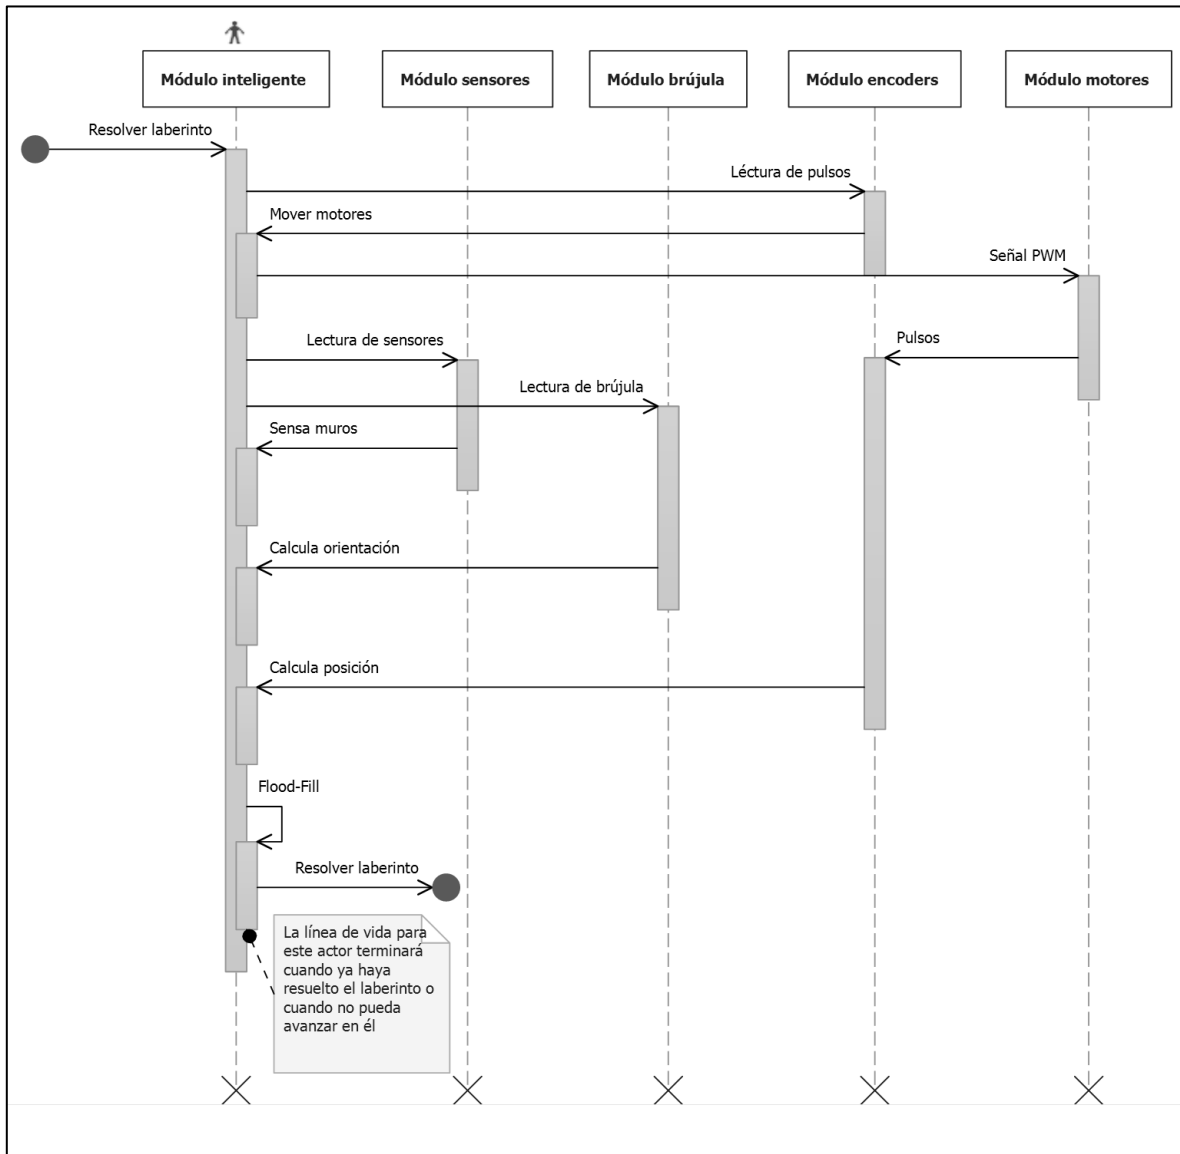 Módulo inteligente
Módulo sensores
Módulo brújula
Módulo encoders
Módulo motores
Resolver laberinto
Léctura de pulsos
Mover motores
Señal PWM
Lectura de sensores
Pulsos
Lectura de brújula
Sensa muros
Calcula orientación
Calcula posición
Flood-Fill
Resolver laberinto
La línea de vida para
este actor terminará
cuando ya haya
resuelto el laberinto o
cuando no pueda
avanzar en él